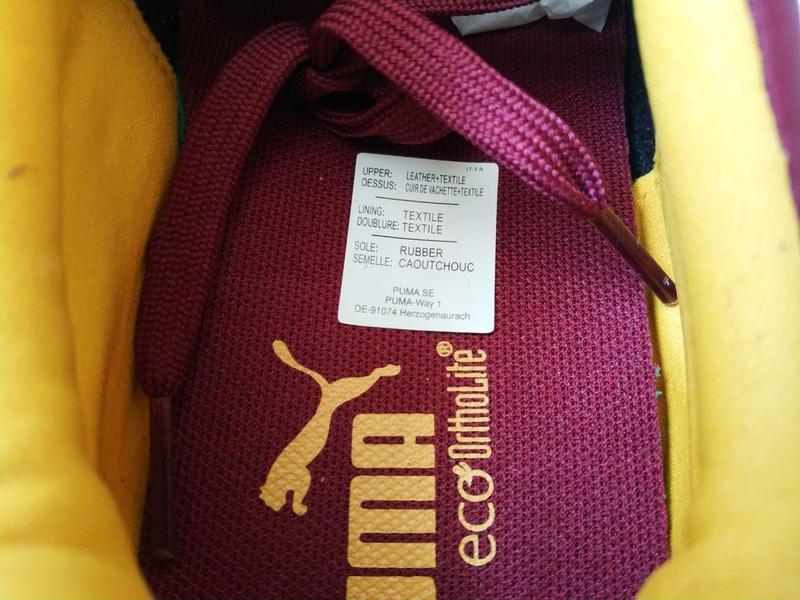 LT-T-R
UPPER: LEATHER+TEXTILE
DESSUS: CUIR DE VACHETTE+TEXTILE
LINING: TEXTILE
DOUBLURE: TEXTILE
SOLE: RUBBER
SEMELLE: CAOUTCHOUC
PUMA SE
PUMA-Way 1
DE-91074 Herzogenaurach
UMA
eco OrthoLite®